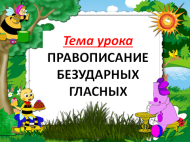 Тема урока
ПРАВОПИСАНИЕ
БЕЗУДАРНЫХ
ГЛАСНЫХ